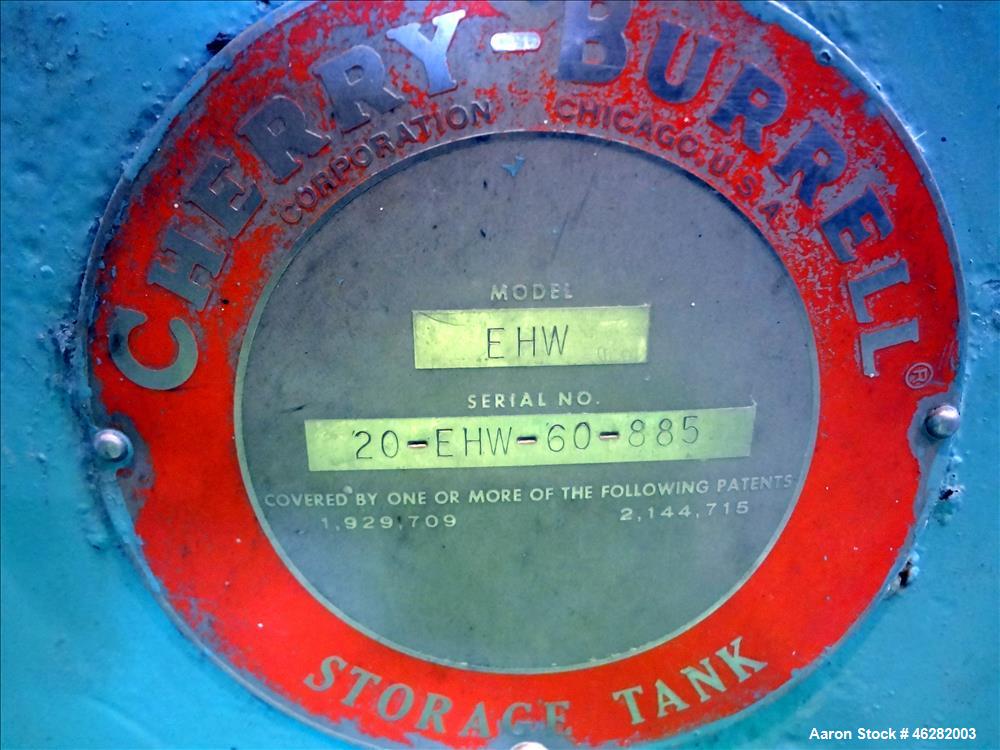 CHERRY-BURRELL®
CORPORATION CHICAGO, U.S.A.
MODEL
EHW
SERIAL NO.
20-EHW-60-885
COVERED BY ONE OR MORE OF THE FOLLOWING PATENTS
1,929,709 2,144,715
STORAGE TANK
Aaron Stock # 46282003